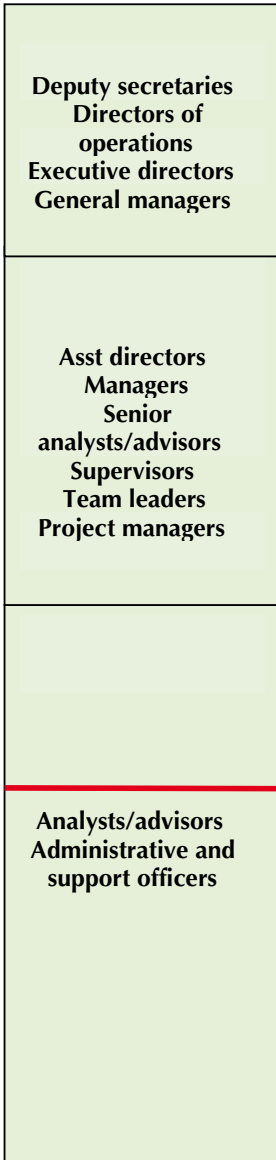 Deputy secretaries
Directors of
operations
Executive directors
General managers
Asst directors
Managers
Senior
analysts/advisors
Supervisors
Team leaders
Project managers
Analysts/advisors
Administrative and
support officers